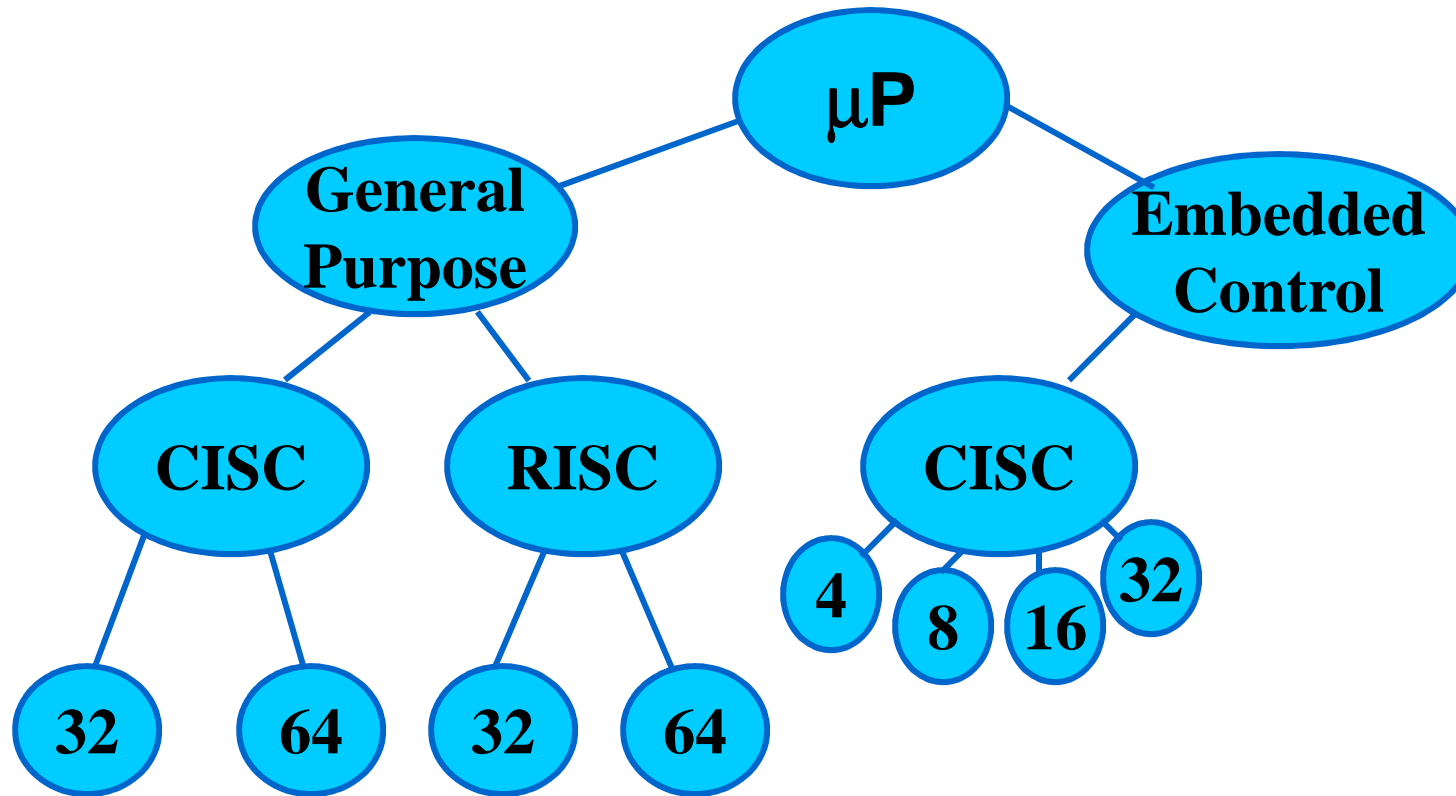 μP
General
Purpose
Embedded
Control
CISC
RISC
CISC
4
8
16
32
32
64
32
64